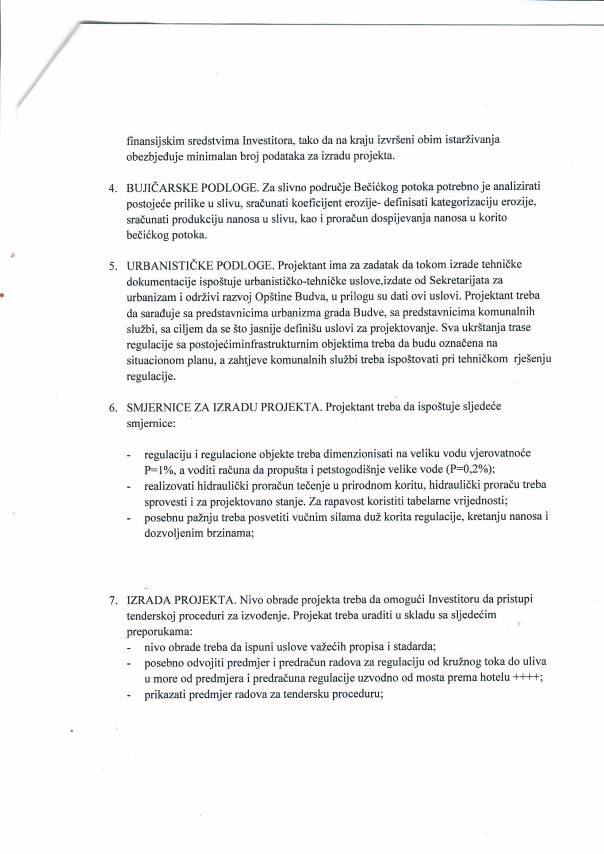 finansijskim sredstvima Investitora, tako da na kraju izvršeni obim istarživanja
obezbjeđuje minimalan broj podataka za izradu projekta.
4. BUJIČARSKE PODLOGE. Za slivno područje Bečićkog potoka potrebno je analizirati
postojeće prilike u slivu, sračunati koeficijent erozije- definisati kategorizaciju erozije,
sračunati produkciju nanosa u slivu, kao i proračun dospijevanja nanosa u korito
bečićkog potoka.
5. URBANISTIČKE PODLOGE. Projektant ima za zadatak da tokom izrade tehničke
dokumentacije ispoštuje urbanističko-tehničke uslove,izdate od Sekretarijata za
urbanizam i održivi razvoj Opštine Budva, u prilogu su dati ovi uslovi. Projektant treba
da sarađuje sa predstavnicima urbanizma grada Budve, sa predstavnicima komunalnih
službi, sa ciljem da se što jasnije definišu uslovi za projektovanje. Sva ukrštanja trase
regulacije sa postojećiminfrastrukturnim objektima treba da budu označena na
situacionom planu, a zahtjeve komunalnih službi treba ispoštovati pri tehničkom rješenju
regulacije.
6. SMJERNICE ZA IZRADU PROJEKTA. Projektant treba da ispoštuje sljedeće
smjernice:
- regulaciju i regulacione objekte treba dimenzionisati na veliku vodu vjerovatnoće
P=1%, a voditi računa da propušta i petstogodišnje velike vode (P=0,2%);
- realizovati hidraulički proračun tečenje u prirodnom koritu, hidraulički proraču treba
sprovesti i za projektovano stanje. Za rapavost koristiti tabelarne vrijednosti;
- posebnu pažnju treba posvetiti vučnim silama duž korita regulacije, kretanju nanosa i
dozvoljenim brzinama;
7. IZRADA PROJEKTA. Nivo obrade projekta treba da omogući Investitoru da pristupi
tenderskoj proceduri za izvođenje. Projekat treba uraditi u skladu sa sljedećim
preporukama:
- nivo obrade treba da ispuni uslove važećih propisa i stadarda;
- posebno odvojiti predmjer i predračun radova za regulaciju od kružnog toka do uliva
u more od predmjera i predračuna regulacije uzvodno od mosta prema hotelu ++++;
- prikazati predmjer radova za tendersku proceduru;